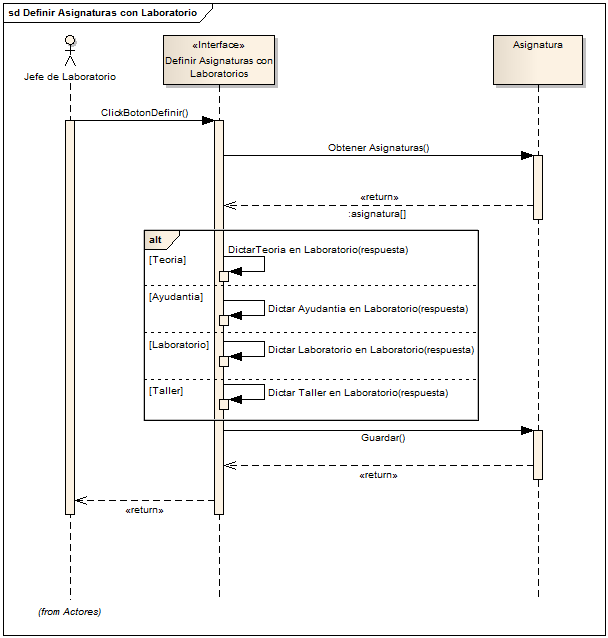 sd Definir Asignaturas con Laboratorio
Jefe de Laboratorio
«Interface»
Definir Asignaturas con
Laboratorios
Asignatura
ClickBotonDefinir()
Obtener Asignaturas()
«return»
:asignatura[]
alt
[Teoria]
DictarTeoria en Laboratorio(respuesta)
[Ayudantia]
Dictar Ayudantia en Laboratorio(respuesta)
[Laboratorio]
Dictar Laboratorio en Laboratorio(respuesta)
[Taller]
Dictar Taller en Laboratorio(respuesta)
Guardar()
«return»
«return»
(from Actores)